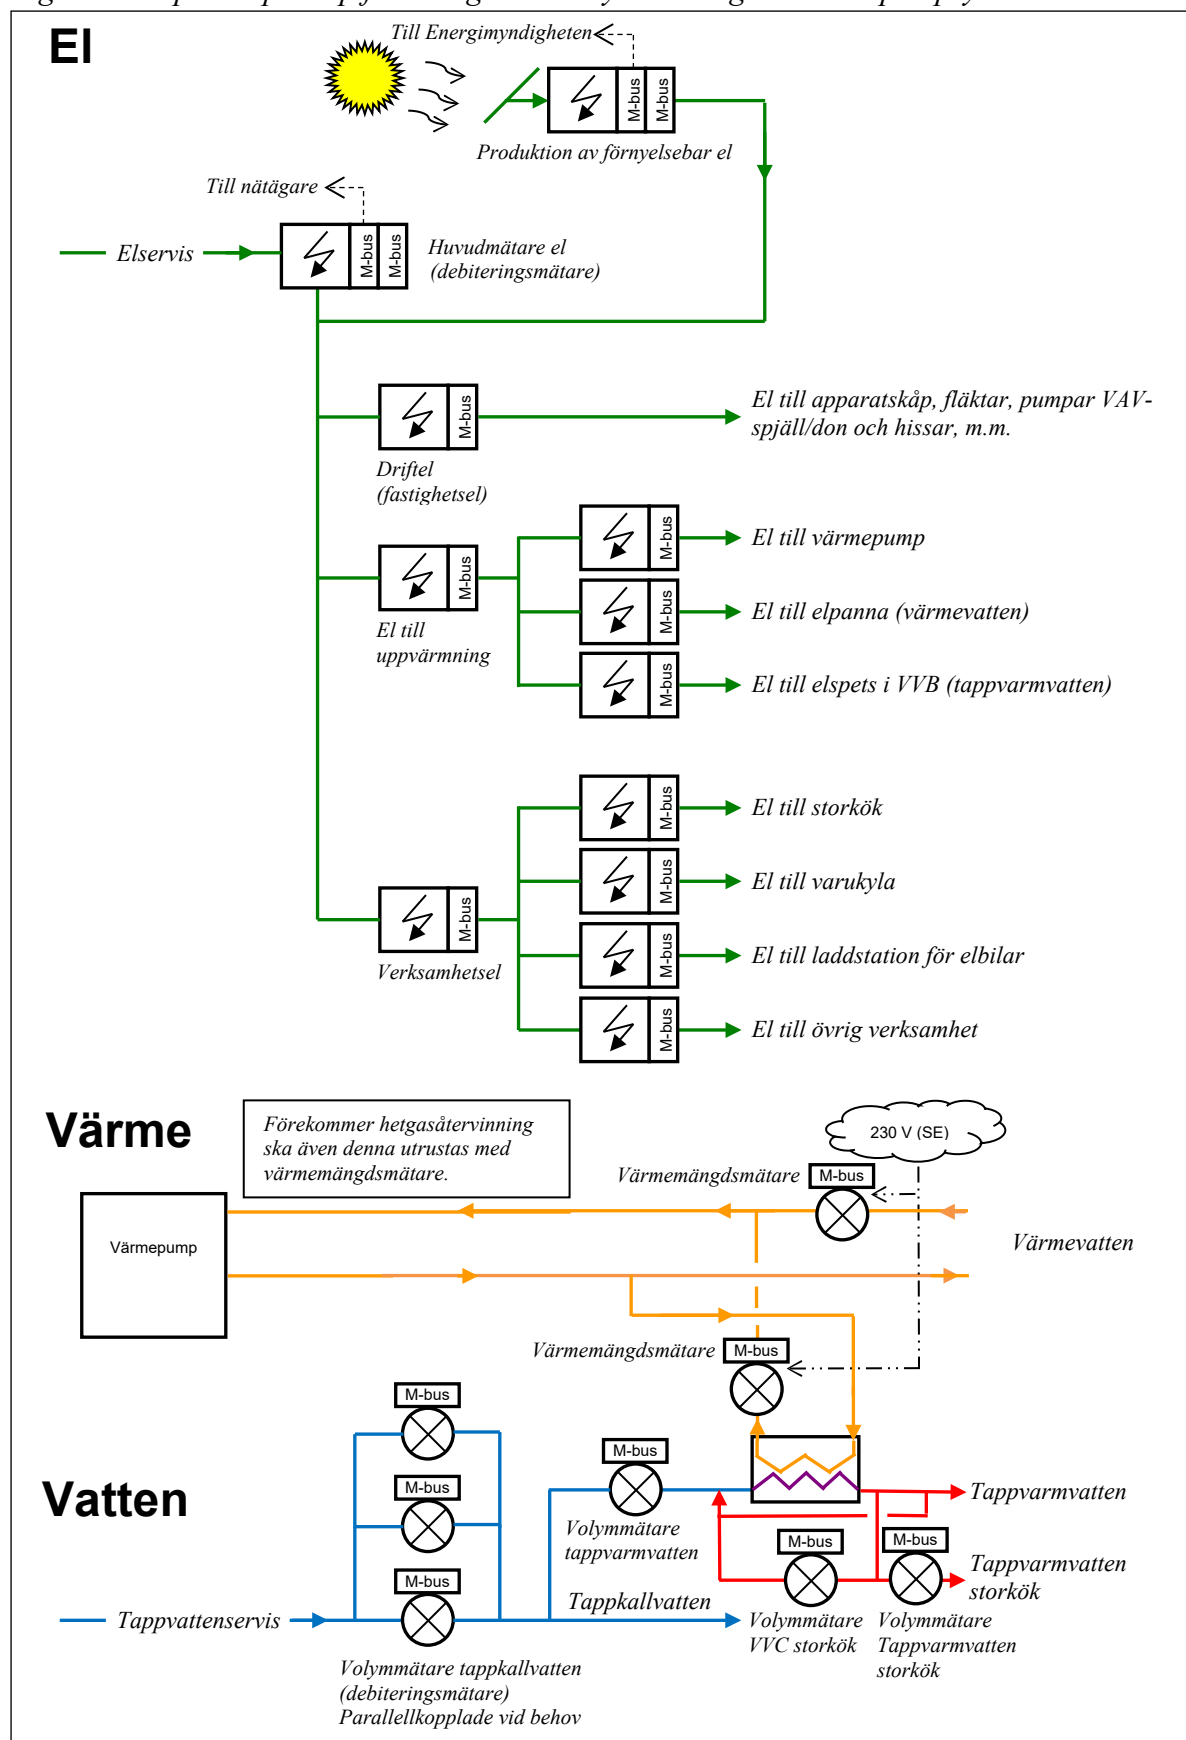 El
Till Energimyndigheten
M-bus
M-bus
Produktion av förnyelsebar el
Till nätägare
Elservis
M-bus
M-bus
Huvudmätare el
(debiteringsmätare)
M-bus
El till apparatskåp, fläktar, pumpar VAV-
spjäll/don och hissar, m.m.
Driftel
(fastighetsel)
M-bus
El till värmepump
M-bus
El till
uppvärmning
M-bus
El till elpanna (värmevatten)
M-bus
El till elspets i VVB (tappvarmvatten)
M-bus
El till storkök
M-bus
El till varukyla
M-bus
Verksamhetsel
M-bus
El till laddstation för elbilar
M-bus
El till övrig verksamhet
Värme
Förekommer hetgasåtervinning
ska även denna utrustas med
värmemängdsmätare.
230 V (SE)
Värmemängdsmätare
M-bus
Värmepump
Värmevatten
Värmemängdsmätare
M-bus
Vatten
M-bus
M-bus
M-bus
M-bus
Volymmätare
tappvarmvatten
Tappvarmvatten
M-bus
M-bus
Tappvarmvatten
storkök
Tappvattenservis
Tappkallvatten
Volymmätare
VVC storkök
Volymmätare
Tappvarmvatten
storkök
Volymmätare tappkallvatten
(debiteringsmätare)
Parallellkopplade vid behov